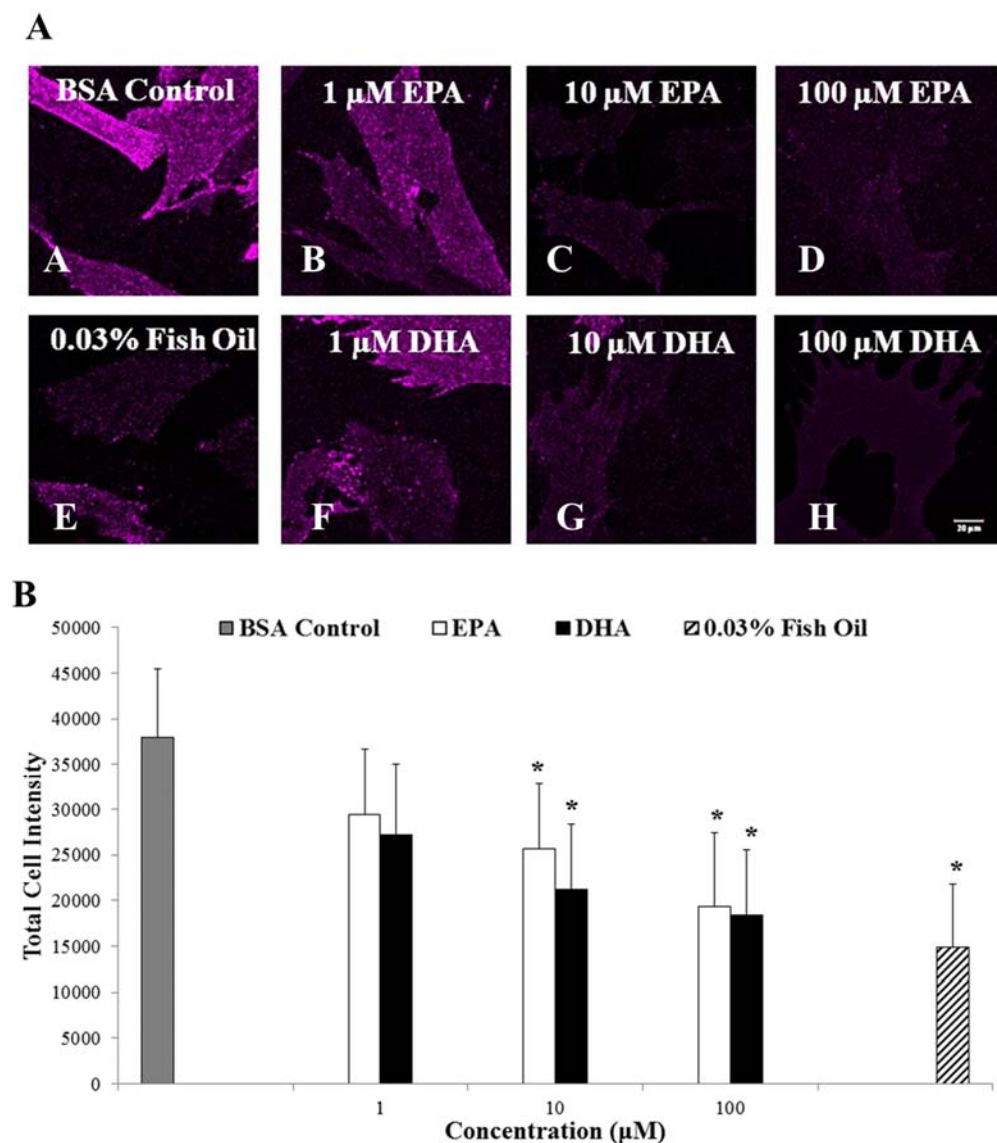 A
BSA Control
1 µM EPA
10 µM EPA
100 µM EPA
A
B
C
D
0.03% Fish Oil
1 µM DHA
10 µM DHA
100 µM DHA
E
F
G
H
20 µm
B
BSA Control
EPA
DHA
0.03% Fish Oil
Total Cell Intensity
50000
45000
40000
35000
30000
25000
20000
15000
10000
5000
0
*
*
*
*
*
1
10
100
Concentration (µM)